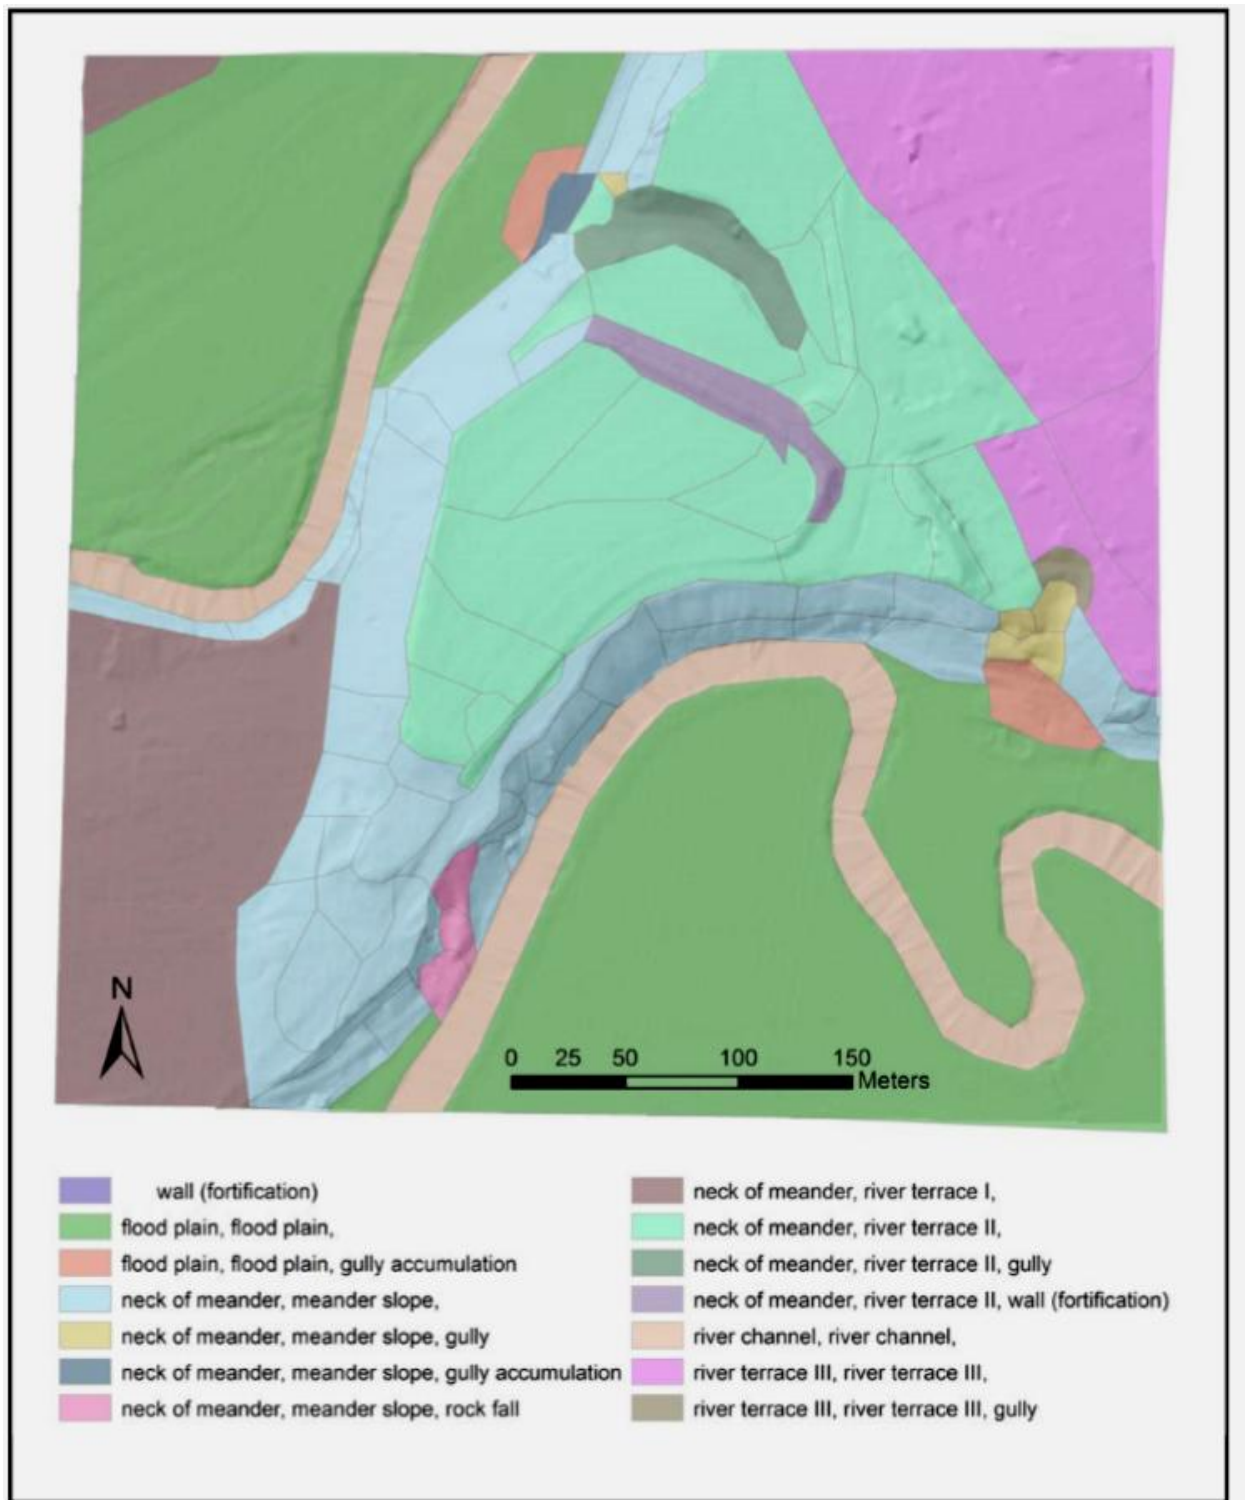 N
0 25 50 100 150
Meters
wall (fortification)
flood plain, flood plain,
flood plain, flood plain, gully accumulation
neck of meander, meander slope,
neck of meander, meander slope, gully
neck of meander, meander slope, gully accumulation
neck of meander, meander slope, rock fall
neck of meander, river terrace I,
neck of meander, river terrace II,
neck of meander, river terrace II, gully
neck of meander, river terrace II, wall (fortification)
river channel, river channel,
river terrace III, river terrace III,
river terrace III, river terrace III, gully